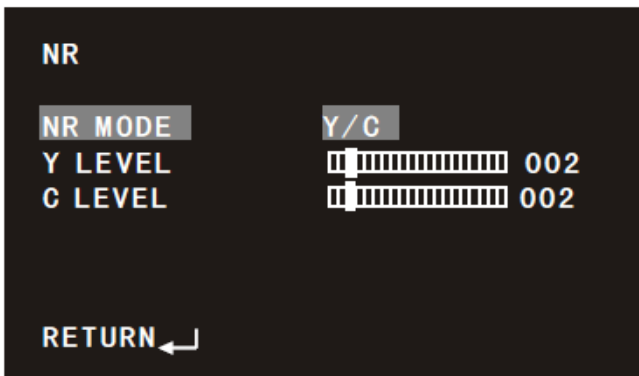 NR
NR MODE Y/C
Y LEVEL 002
C LEVEL 002
RETURN